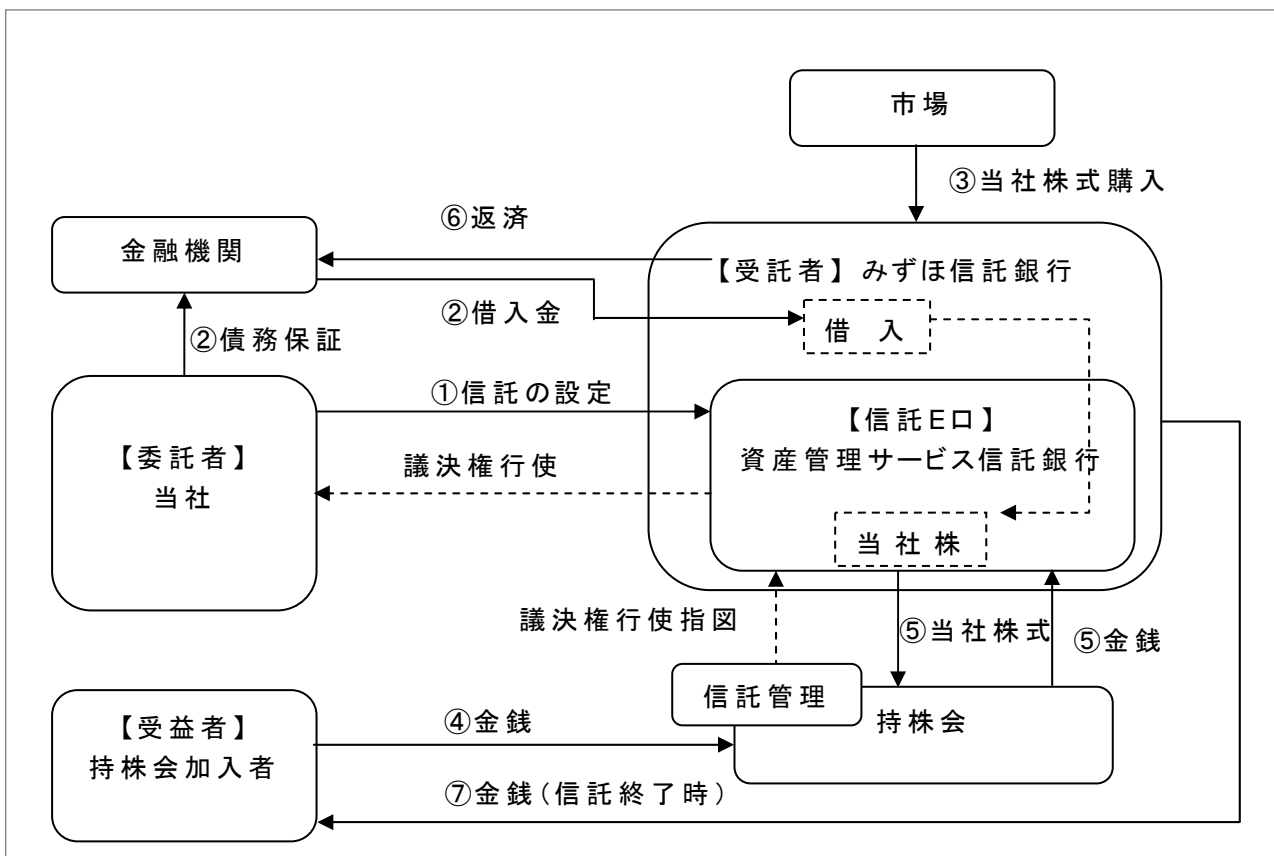 市場
③当社株式購入
⑥返済
金融機関
【受託者】みずほ信託銀行
②借入金
借 入
②債務保証
①信託の設定
【信託E口】
資産管理サービス信託銀行
【委託者】
当社
議決権行使
当社株
議決権行使指図
⑤当社株式
⑤金銭
信託管理
持株会
【受益者】
持株会加入者
④金銭
⑦金銭(信託終了時)